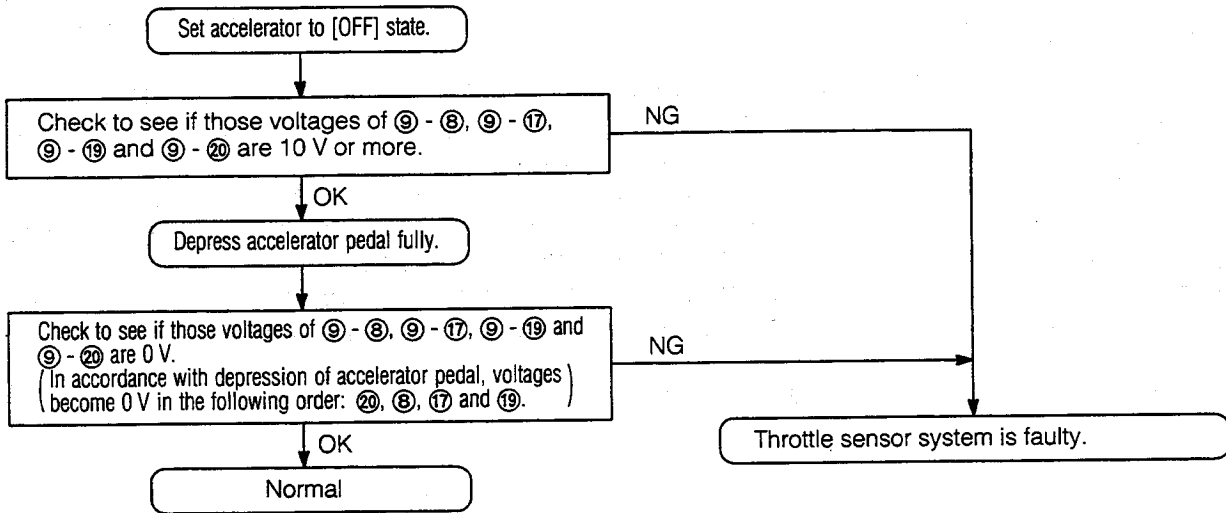 Set accelerator to [OFF] state.
Check to see if those voltages of ⑨ - ⑧, ⑨ - ⑰,
⑨ - ⑲ and ⑨ - ⑳ are 10 V or more.
NG
OK
Depress accelerator pedal fully.
Check to see if those voltages of ⑨ - ⑧, ⑨ - ⑰, ⑨ - ⑲ and
⑨ - ⑳ are 0 V.
(In accordance with depression of accelerator pedal, voltages
become 0 V in the following order: ⑳, ⑧, ⑰ and ⑲.)
NG
OK
Throttle sensor system is faulty.
Normal